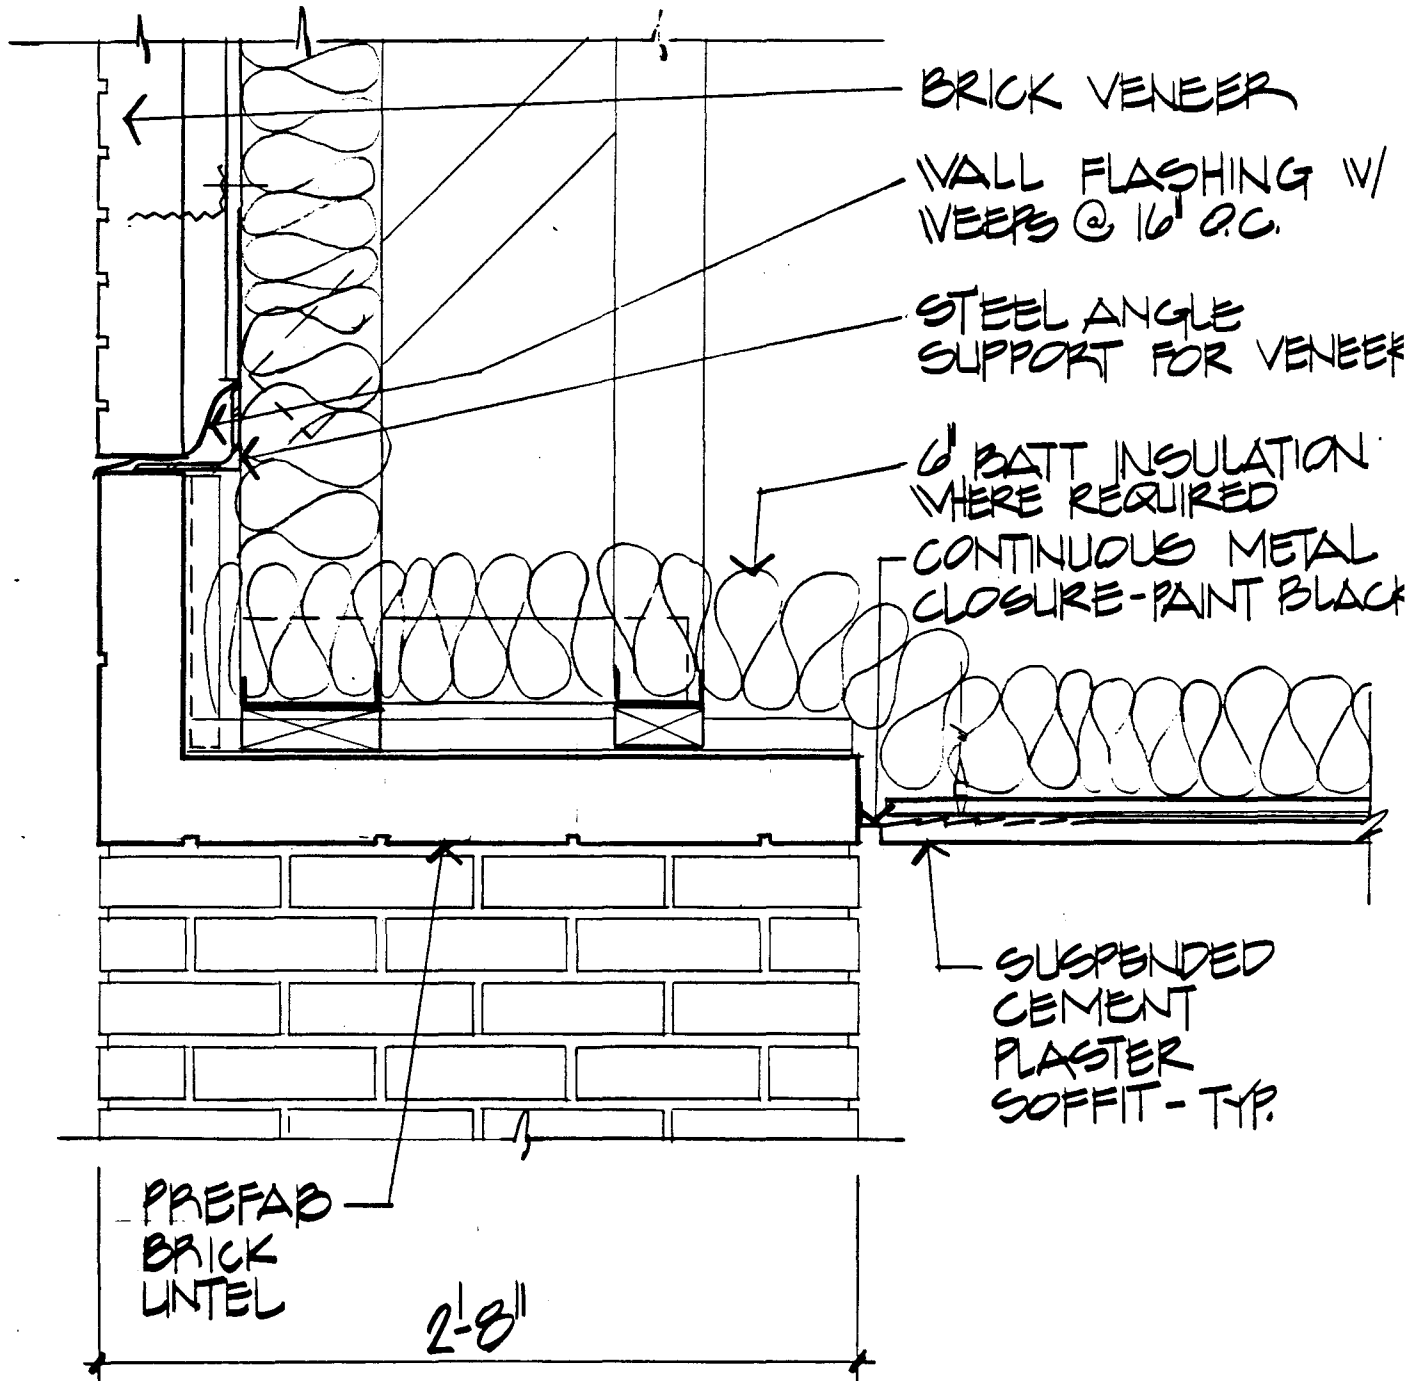 BRICK VENEER
WALL FLASHING W/
WEEPS @ 16" O.C.
STEEL ANGLE
SUPPORT FOR VENEER
6" BATT INSULATION
WHERE REQUIRED
CONTINUOUS METAL
CLOSURE-PAINT BLACK
SUSPENDED
CEMENT
PLASTER
SOFFIT - TYP.
PREFAB
BRICK
LINTEL
2'-8"